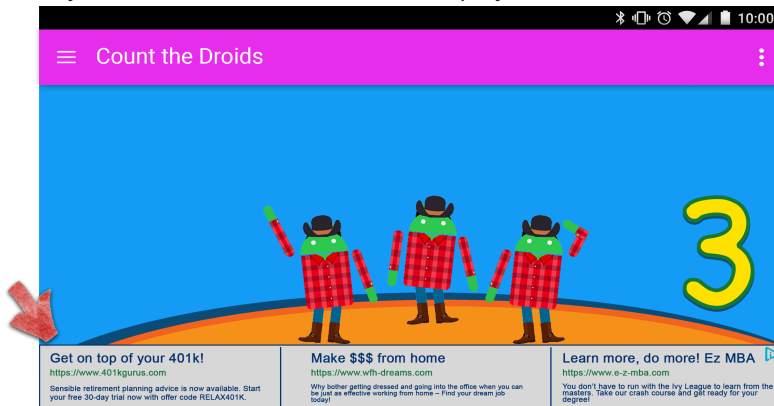 10:00
Count the Droids
3
Get on top of your 401k!
https://www.401kgurus.com
Sensible retirement planning advice is now available. Start
your free 30-day trial now with offer code RELAX401K.
Make $$$ from home
https://www.wfh-dreams.com
Why bother getting dressed and going into the office when you can
be just as effective working from home – Find your dream job
today!
Learn more, do more! Ez MBA
https://www.e-z-mba.com
You don't have to run with the Ivy League to learn from the
masters. Take our crash course and get ready for your
degree!